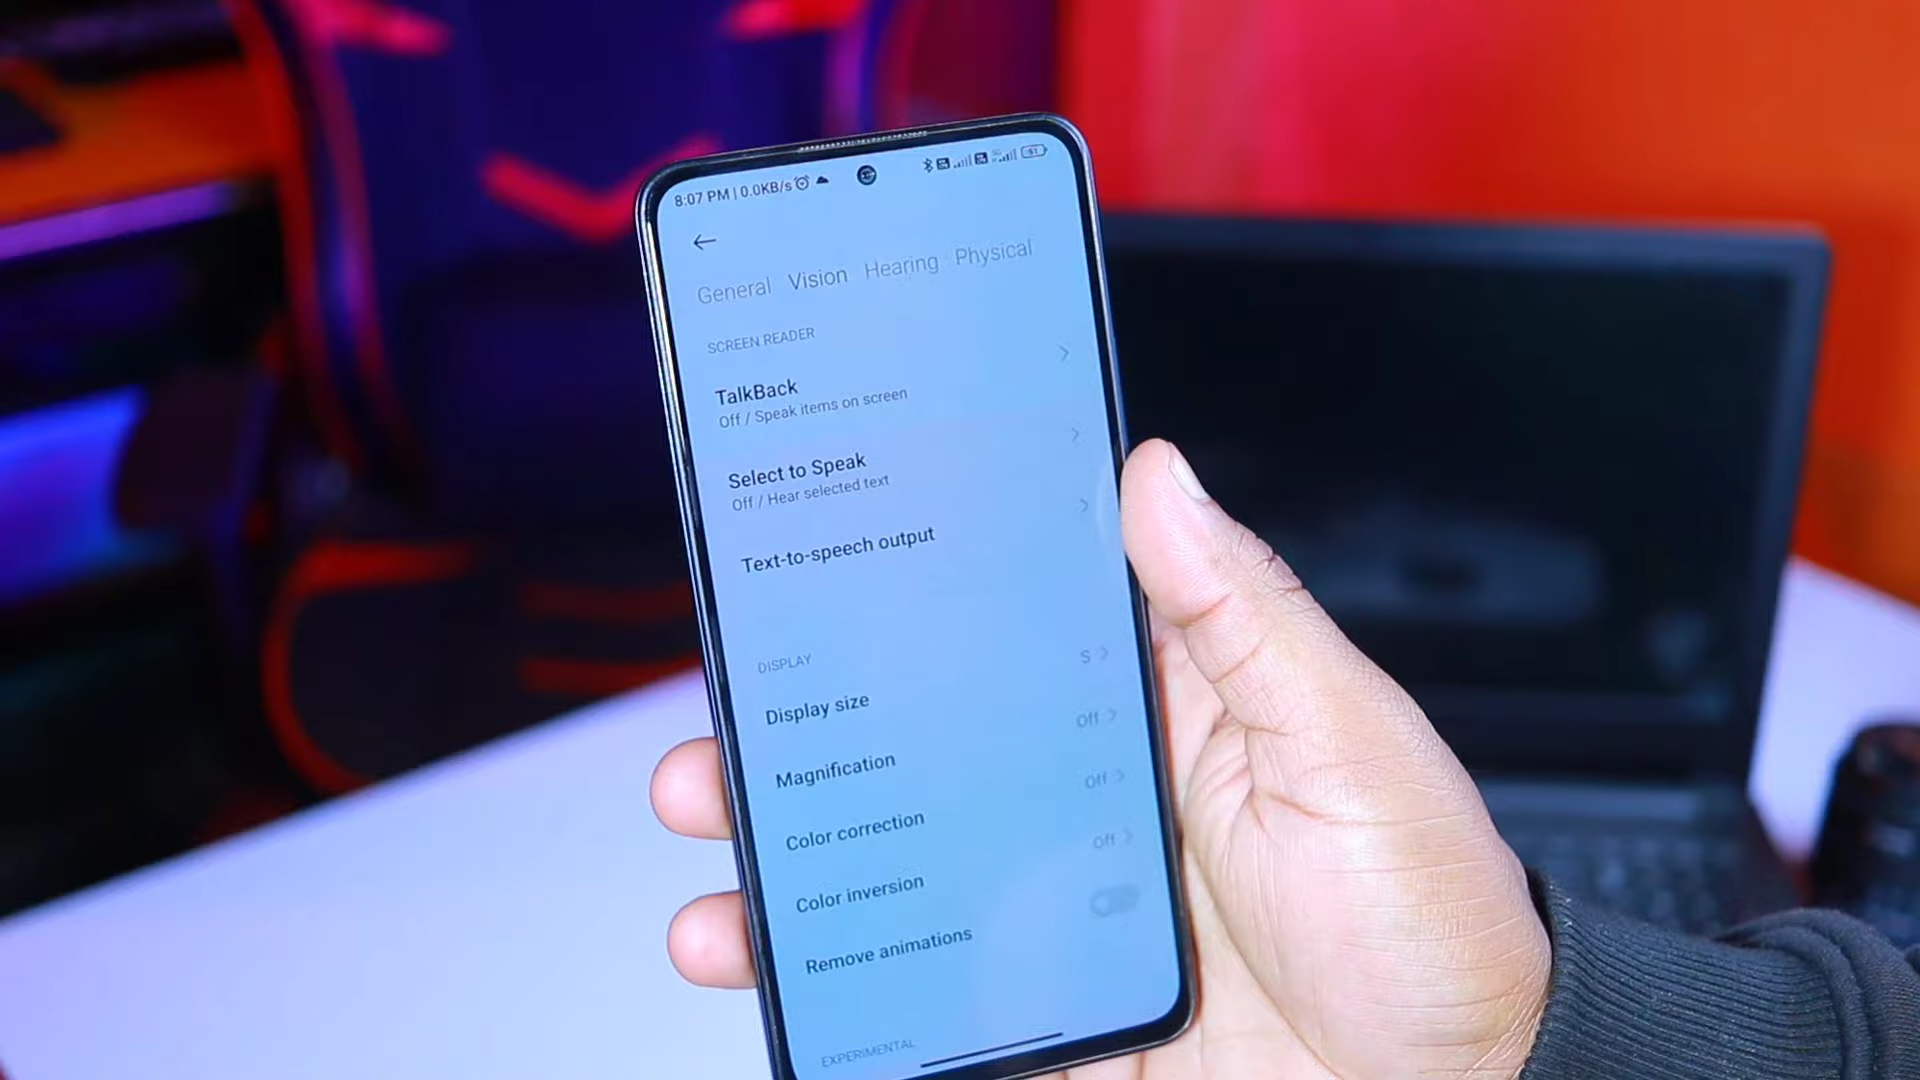 8:07 PM | 0.0KB/s
51
General Vision Hearing Physical
SCREEN READER
TalkBack
Off / Speak items on screen
Select to Speak
Off / Hear selected text
Text-to-speech output
DISPLAY
Display size S
Magnification Off
Color correction Off
Color inversion Off
Remove animations
EXPERIMENTAL